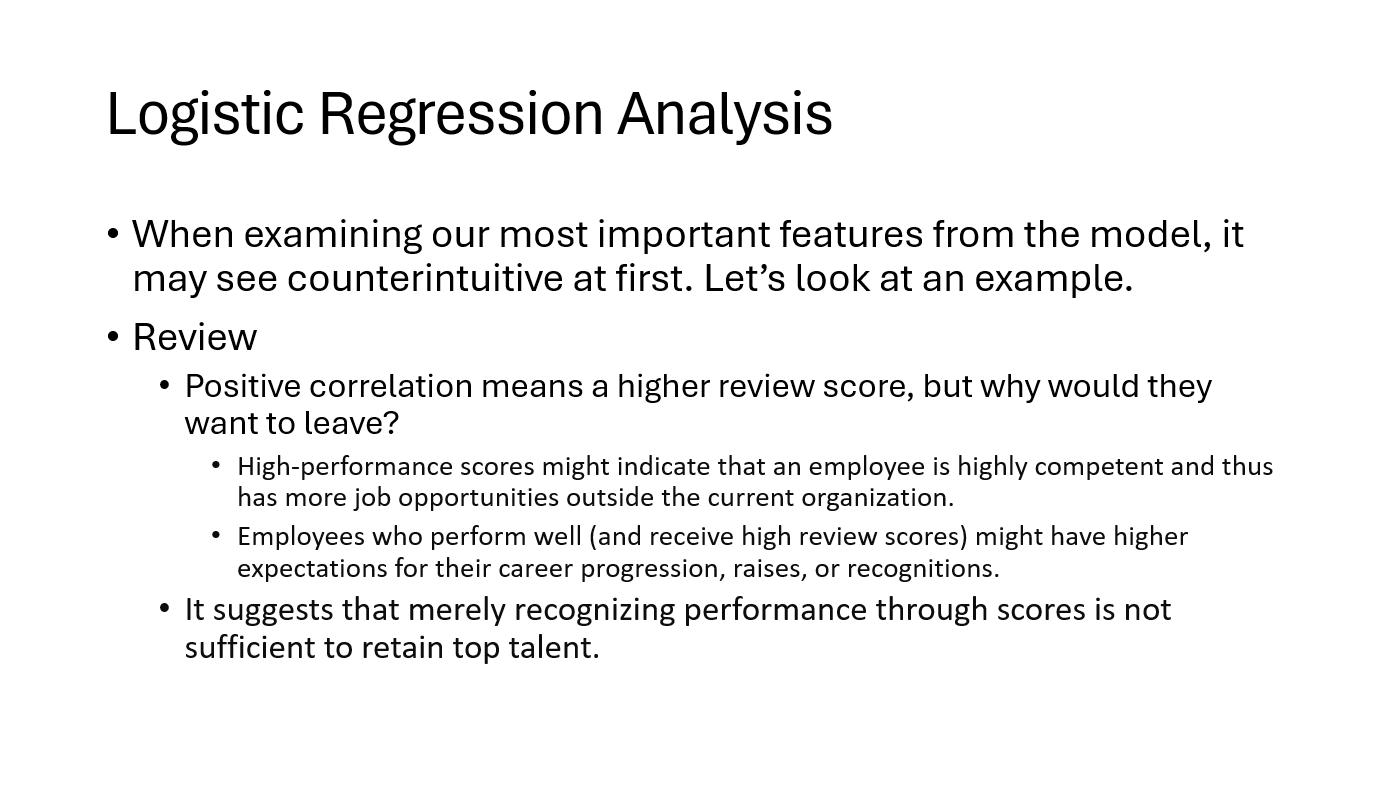 Logistic Regression Analysis
• When examining our most important features from the model, it
may see counterintuitive at first. Let’s look at an example.
• Review
• Positive correlation means a higher review score, but why would they
want to leave?
• High-performance scores might indicate that an employee is highly competent and thus
has more job opportunities outside the current organization.
• Employees who perform well (and receive high review scores) might have higher
expectations for their career progression, raises, or recognitions.
• It suggests that merely recognizing performance through scores is not
sufficient to retain top talent.